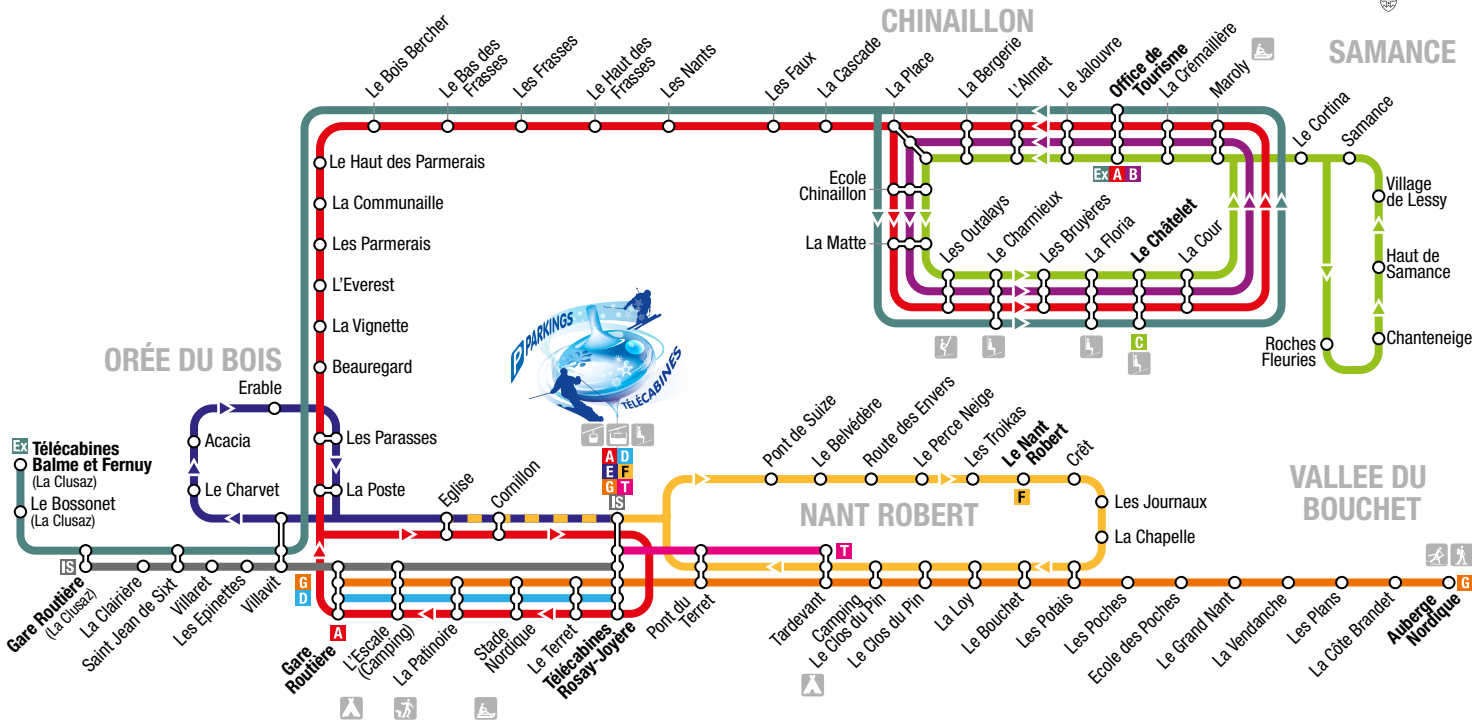 CHINAILLON
SAMANCE
Le Bois Bercher
Le Bas des
Frasses
Les Frasses
Le Haut des
Frasses
Les Nants
Les Faux
La Cascade
La Place
La Bergerie
L'Almet
Le Jalouvre
Office de
Tourisme
La Crémaillère
Maroly
Le Cortina
Samance
Ex A B
Le Haut des Parmerais
La Communaille
Les Parmerais
L'Everest
La Vignette
Beauregard
Ecole
Chinaillon
La Matte
Les Outalays
Le Charmieux
Les Bruyères
La Floria
Le Châtelet
La Cour
C
Village
de Lessy
Haut de
Samance
Chanteneige
Roches
Fleuries
P PARKINGS
TÉLÉCABINES
ORÉE DU BOIS
Erable
Acacia
Le Charvet
Les Parasses
La Poste
Ex Télécabines
Balme et Fernuy
(La Clusaz)
Le Bossonet
(La Clusaz)
Eglise
Cornillon
A D
E F
G T
IS
Pont de Suize
Le Belvédère
Route des Envers
Le Perce Neige
Les Troikas
Le Nant
Robert
F
Crêt
Les Journaux
La Chapelle
NANT ROBERT
VALLEE DU
BOUCHET
T
IS
Gare Routière
(La Clusaz)
La Clairière
Saint Jean de Sixt
Villaret
Les Epinettes
Villavit
G
D
A
Gare
Routière
L'Escale
(Camping)
La Patinoire
Stade
Nordique
Le Terret
Télécabines
Rosay-Joyère
Pont du
Terret
Tardevant
Camping
Le Clos du Pin
Le Clos du Pin
La Loy
Le Bouchet
Les Potais
Les Poches
Ecole des Poches
Le Grand Nant
La Vendanche
Les Plans
La Côte Brandet
Auberge
Nordique
G